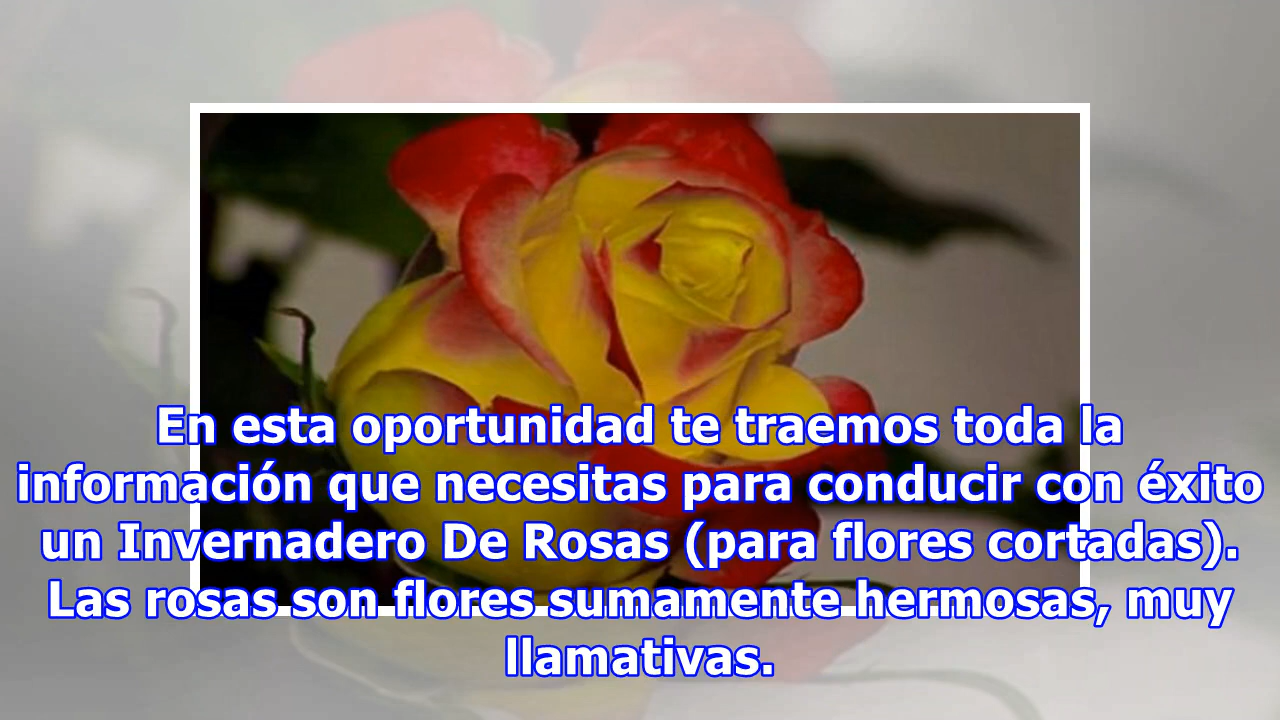 En esta oportunidad te traemos toda la
información que necesitas para conducir con éxito
un Invernadero De Rosas (para flores cortadas).
Las rosas son flores sumamente hermosas, muy
llamativas.